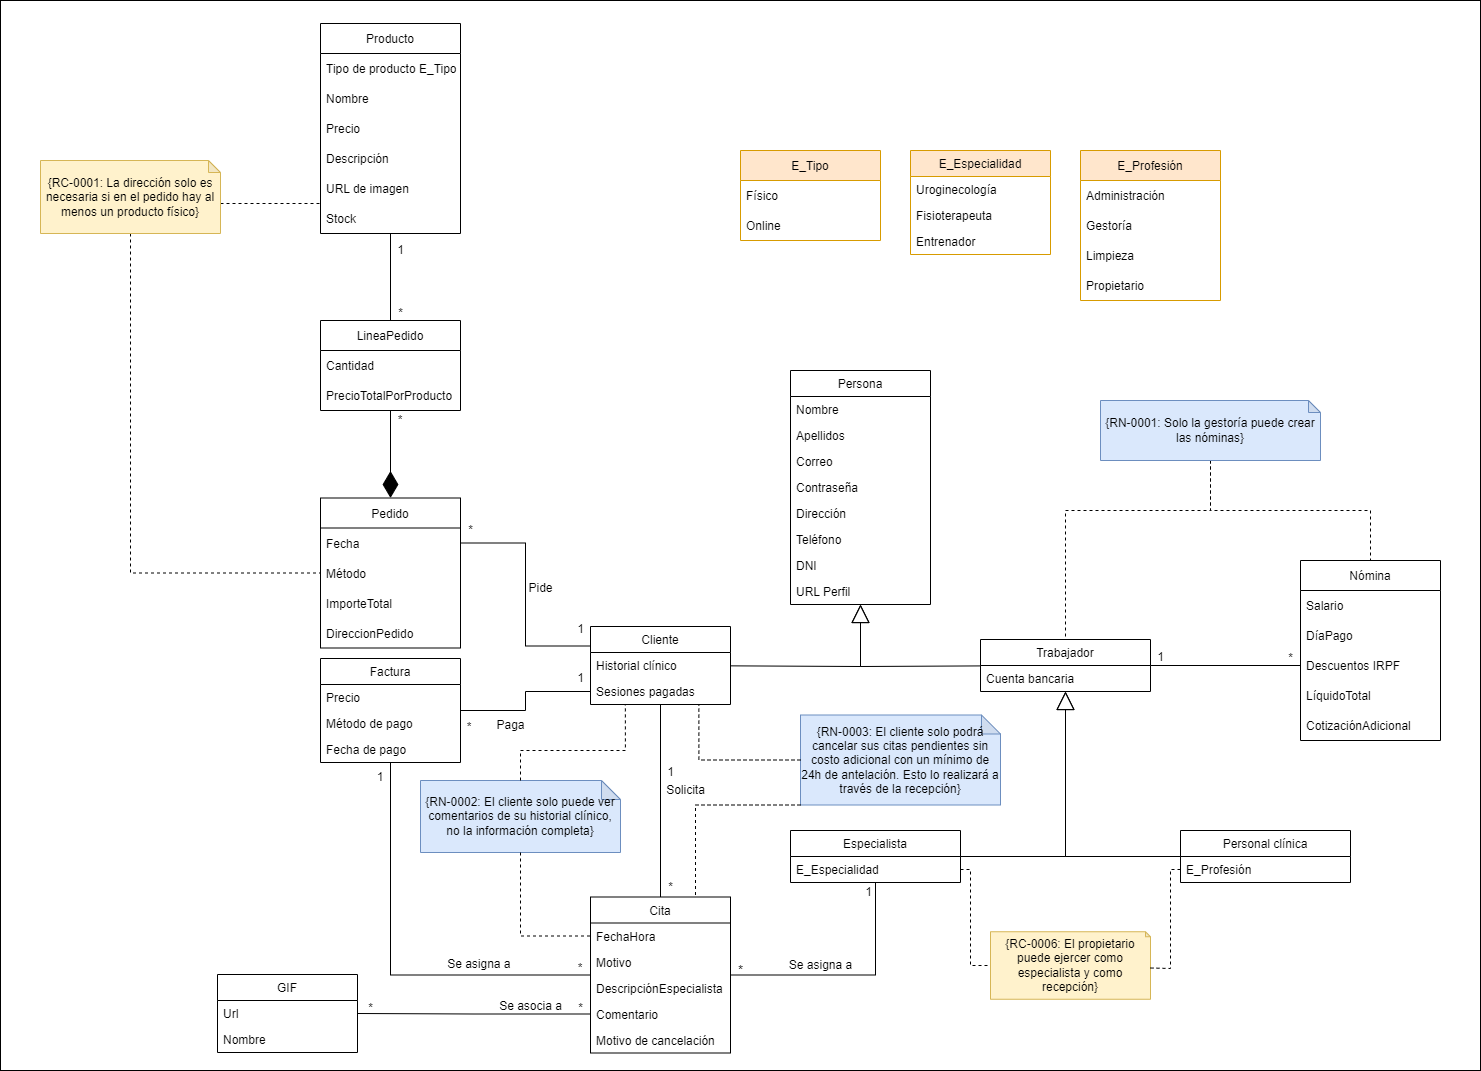 Producto
Tipo de producto E_Tipo
Nombre
Precio
Descripción
URL de imagen
Stock
{RC-0001: La dirección solo es
necesaria si en el pedido hay al
menos un producto físico}
E_Tipo
Físico
Online
E_Especialidad
Uroginecología
Fisioterapeuta
Entrenador
E_Profesión
Administración
Gestoría
Limpieza
Propietario
1
*
LineaPedido
Cantidad
PrecioTotalPorProducto
*
Persona
Nombre
Apellidos
Correo
Contraseña
Dirección
Teléfono
DNI
URL Perfil
{RN-0001: Solo la gestoría puede crear
las nóminas}
Pedido
Fecha
Método
ImporteTotal
DireccionPedido
*
Pide
1
Nómina
Salario
DíaPago
Descuentos IRPF
LíquidoTotal
CotizaciónAdicional
Cliente
Historial clínico
Sesiones pagadas
Trabajador
Cuenta bancaria
1
*
Factura
Precio
Método de pago
Fecha de pago
1
*
Paga
1
{RN-0003: El cliente solo podrá
cancelar sus citas pendientes sin
costo adicional con un mínimo de
24h de antelación. Esto lo realizará a
través de la recepción}
1
Solicita
*
{RN-0002: El cliente solo puede ver
comentarios de su historial clínico,
no la información completa}
Especialista
E_Especialidad
1
Personal clínica
E_Profesión
Cita
FechaHora
Motivo
DescripciónEspecialista
Comentario
Motivo de cancelación
{RC-0006: El propietario
puede ejercer como
especialista y como
recepción}
Se asigna a
*
*
Se asigna a
GIF
Url
Nombre
*
Se asocia a
*